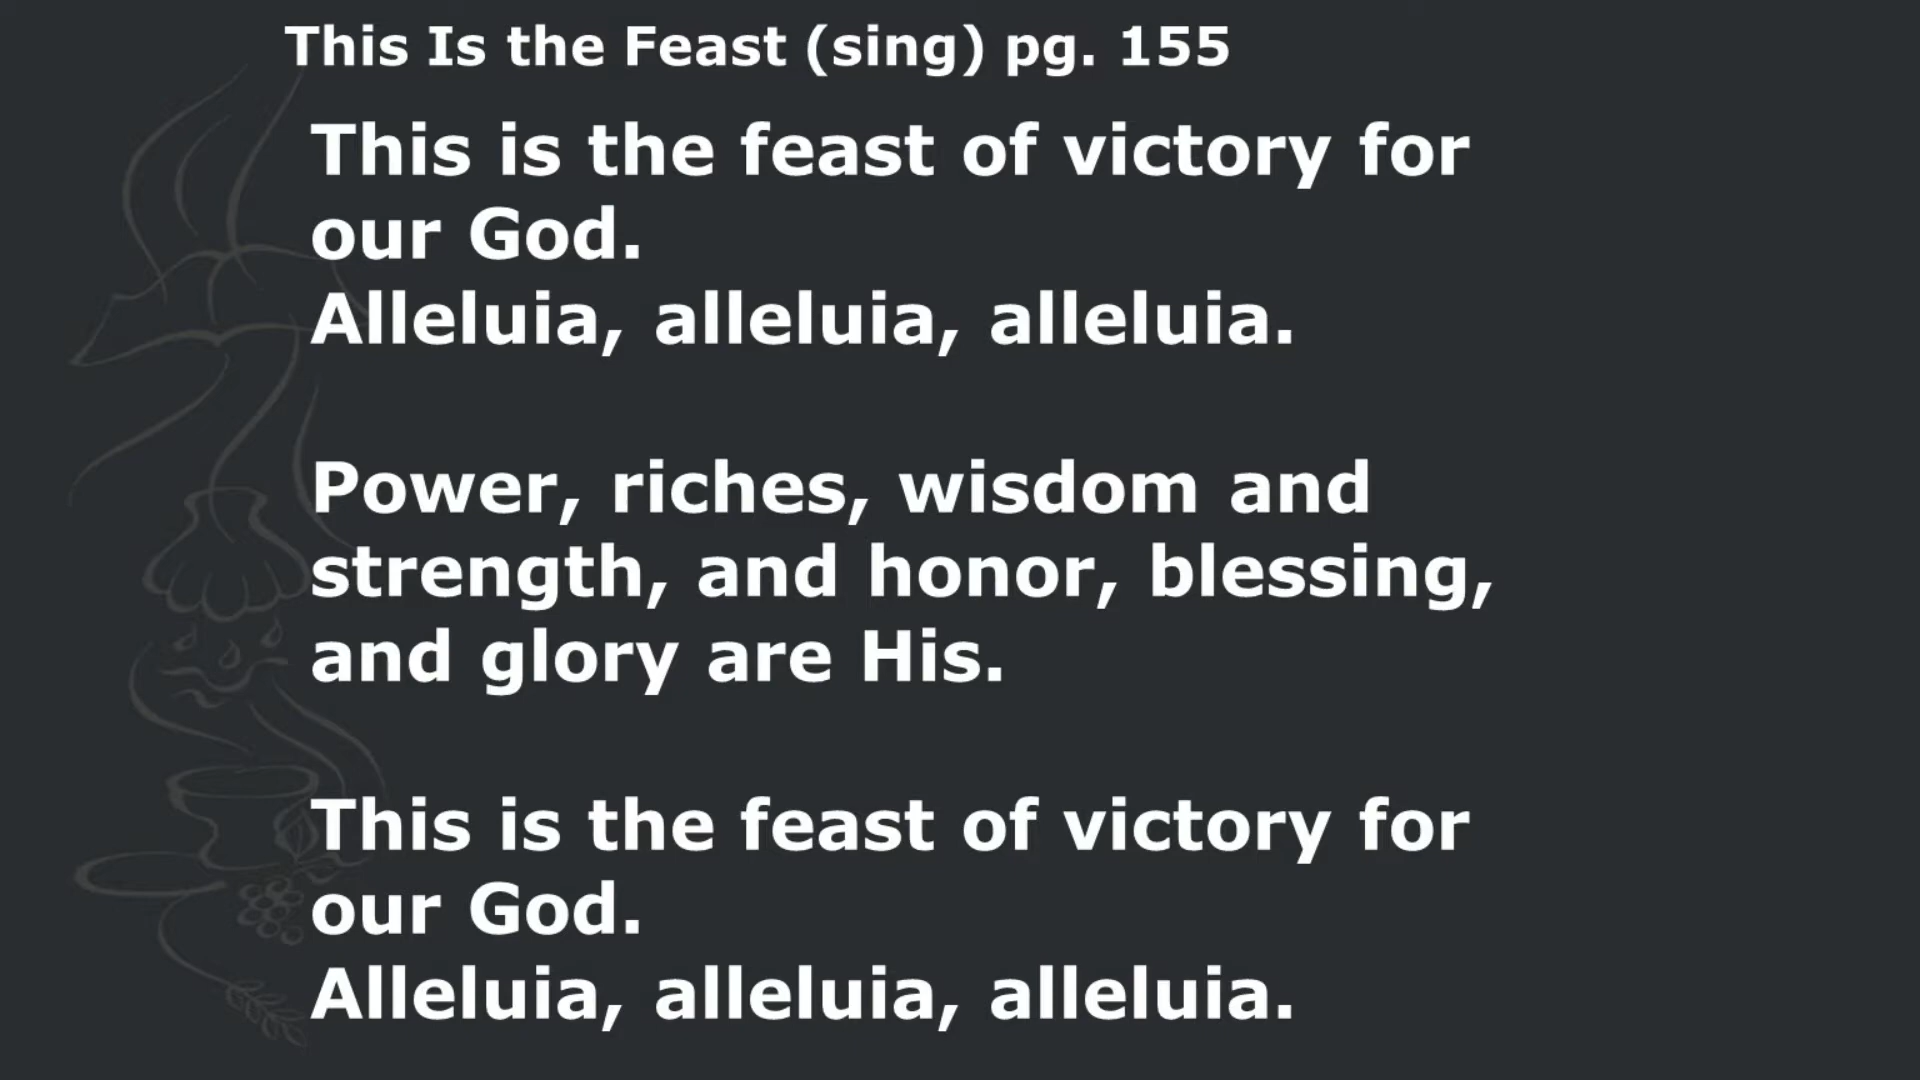 This Is the Feast (sing) pg. 155
This is the feast of victory for
our God.
Alleluia, alleluia, alleluia.
Power, riches, wisdom and
strength, and honor, blessing,
and glory are His.
This is the feast of victory for
our God.
Alleluia, alleluia, alleluia.